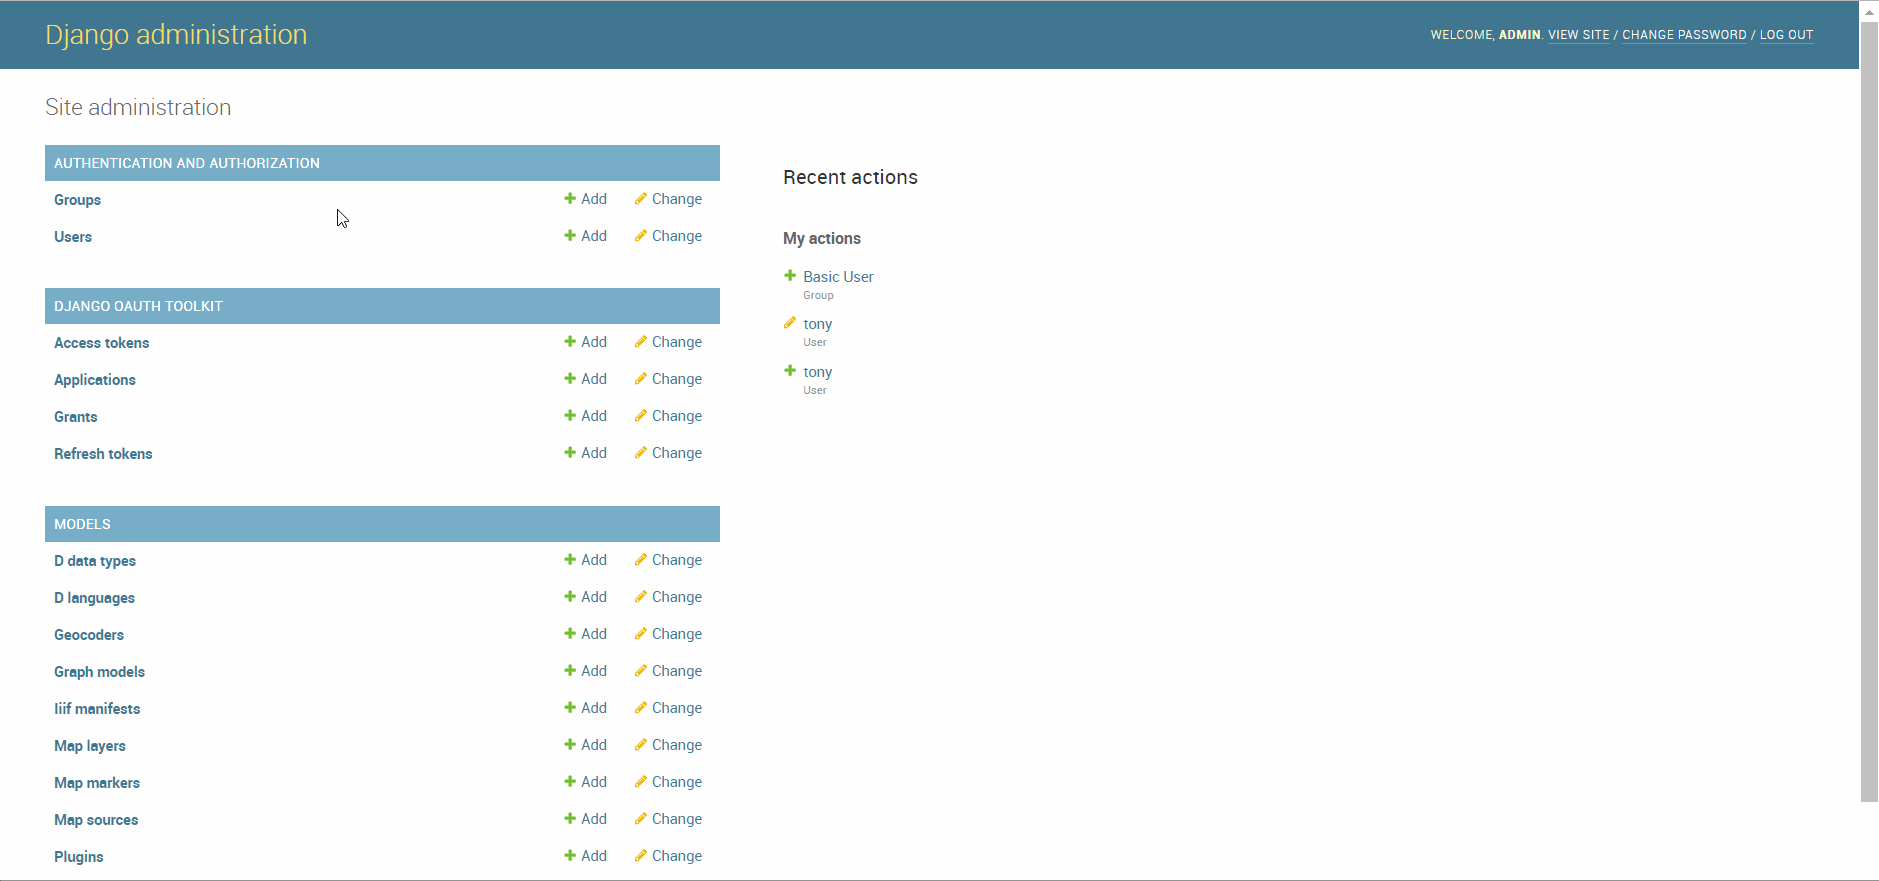 Django administration
WELCOME, ADMIN. VIEW SITE / CHANGE PASSWORD / LOG OUT
Site administration
AUTHENTICATION AND AUTHORIZATION
Groups Add Change
Users Add Change
DJANGO OAUTH TOOLKIT
Access tokens Add Change
Applications Add Change
Grants Add Change
Refresh tokens Add Change
MODELS
D data types Add Change
D languages Add Change
Geocoders Add Change
Graph models Add Change
Iiif manifests Add Change
Map layers Add Change
Map markers Add Change
Map sources Add Change
Plugins Add Change
Recent actions
My actions
Basic User
Group
tony
User
tony
User